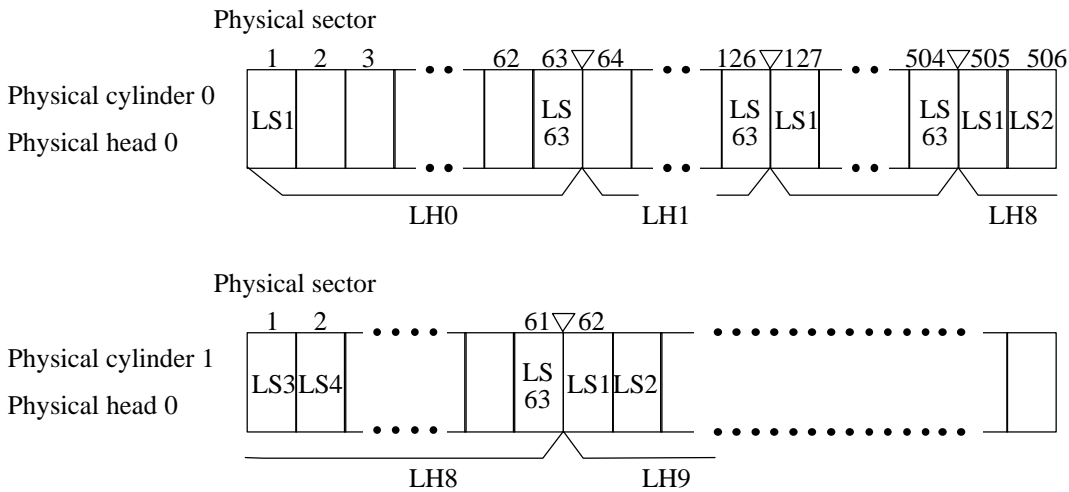 Physical sector
1 2 3 62 63 64 126 127 504 505 506
Physical cylinder 0
Physical head 0
LS1 LS 63 LS 63 LS1 LS 63 LS1 LS2
LH0 LH1 LH8
Physical sector
1 2 61 62
Physical cylinder 1
Physical head 0
LS3 LS4 LS 63 LS1 LS2
LH8 LH9